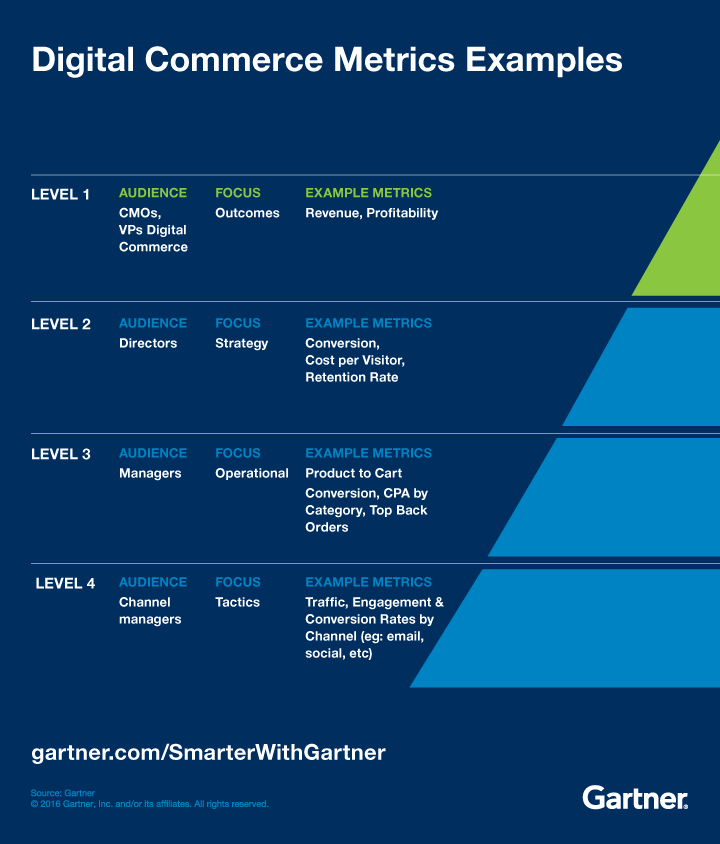 Digital Commerce Metrics Examples
LEVEL 1
AUDIENCE
CMOs,
VPs Digital
Commerce
FOCUS
Outcomes
EXAMPLE METRICS
Revenue, Profitability
LEVEL 2
AUDIENCE
Directors
FOCUS
Strategy
EXAMPLE METRICS
Conversion,
Cost per Visitor,
Retention Rate
LEVEL 3
AUDIENCE
Managers
FOCUS
Operational
EXAMPLE METRICS
Product to Cart
Conversion, CPA by
Category, Top Back
Orders
LEVEL 4
AUDIENCE
Channel
managers
FOCUS
Tactics
EXAMPLE METRICS
Traffic, Engagement &
Conversion Rates by
Channel (eg: email,
social, etc)
gartner.com/SmarterWithGartner
Source: Gartner
© 2016 Gartner, Inc. and/or its affiliates. All rights reserved.
Gartner®